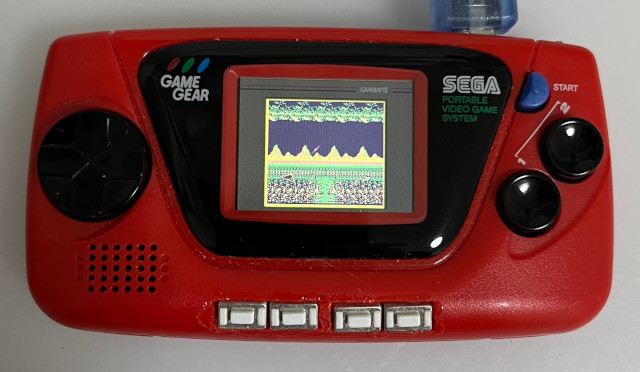 GAME
GEAR
SEGA
PORTABLE
VIDEO GAME
SYSTEM
START
2
1